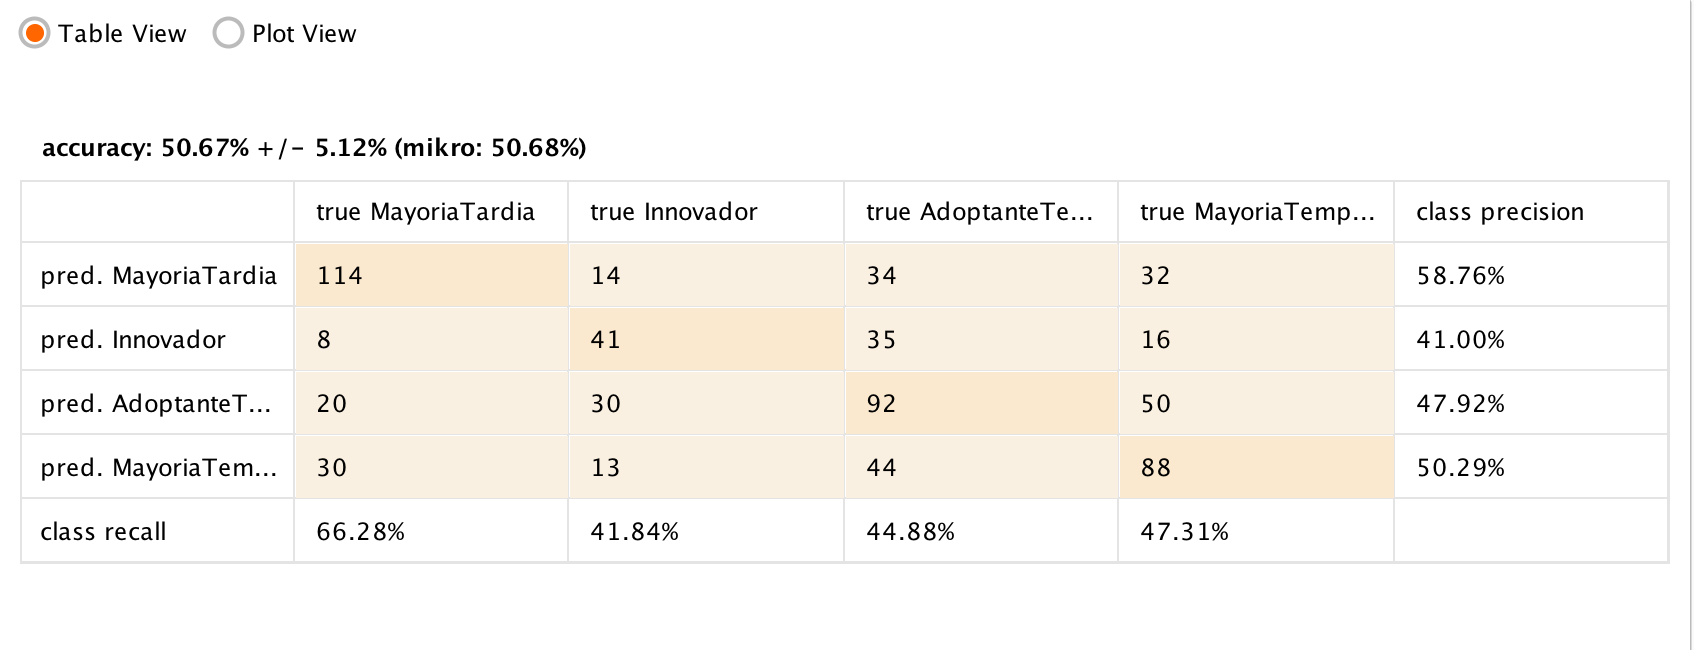 Table View Plot View
accuracy: 50.67% +/- 5.12% (mikro: 50.68%)
true MayoriaTardia true Innovador true AdoptanteTe... true MayoriaTemp... class precision
pred. MayoriaTardia 114 14 34 32 58.76%
pred. Innovador 8 41 35 16 41.00%
pred. AdoptanteT... 20 30 92 50 47.92%
pred. MayoriaTem... 30 13 44 88 50.29%
class recall 66.28% 41.84% 44.88% 47.31%